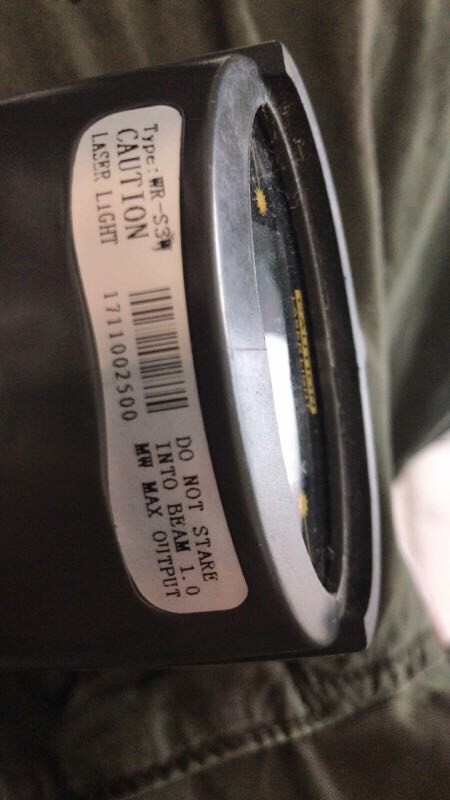 Type:WR-S3W
CAUTION
LASER LiGHT
1711002500
DO NOT STARE
INTO BEAM 1.0
MW MAX OUTPUT